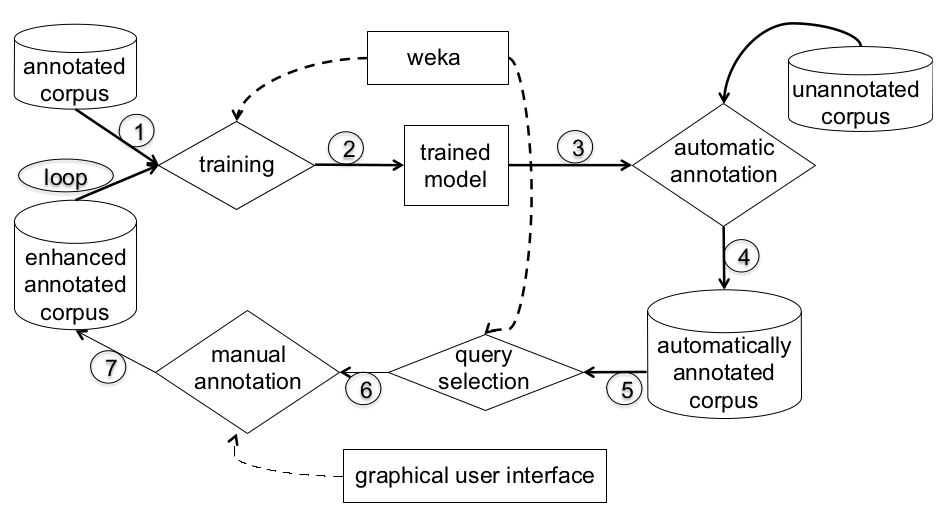 annotated
corpus
weka
unannotated
corpus
1
training
2
trained
model
3
automatic
annotation
loop
enhanced
annotated
corpus
4
automatically
annotated
corpus
5
query
selection
6
manual
annotation
7
graphical user interface